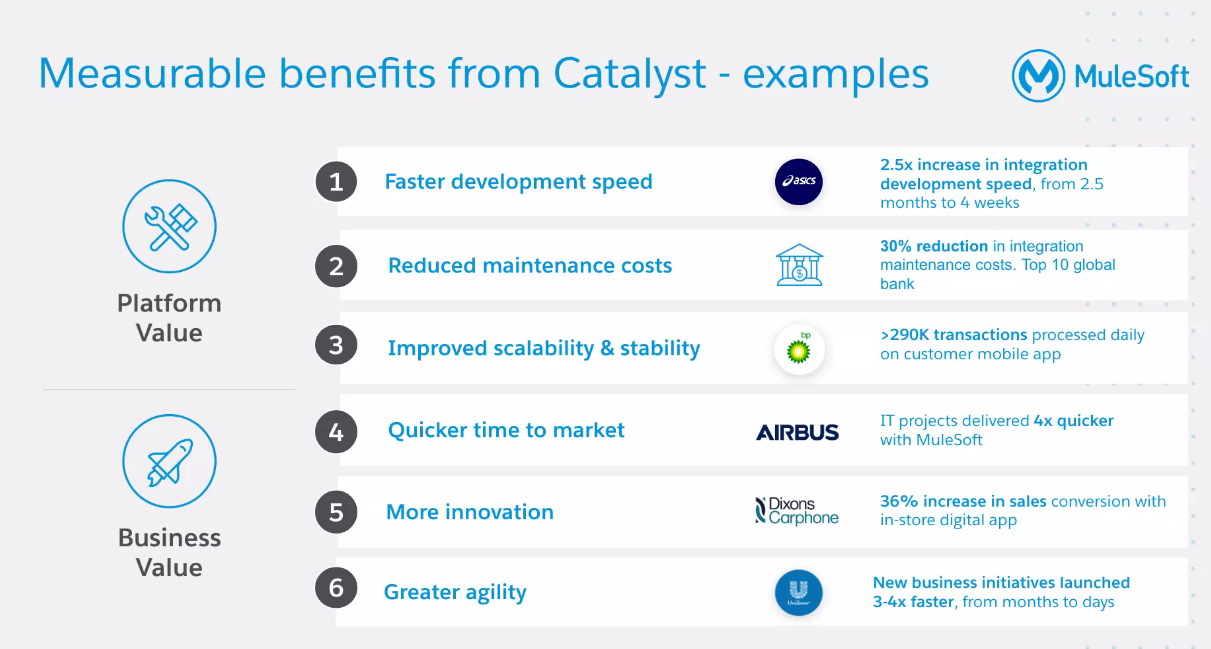 Measurable benefits from Catalyst - examples
MuleSoft
Platform
Value
1
Faster development speed
asics
2.5x increase in integration
development speed, from 2.5
months to 4 weeks
2
Reduced maintenance costs
$
30% reduction in integration
maintenance costs. Top 10 global
bank
3
Improved scalability & stability
bp
>290K transactions processed daily
on customer mobile app
Business
Value
4
Quicker time to market
AIRBUS
IT projects delivered 4x quicker
with MuleSoft
5
More innovation
Dixons
Carphone
36% increase in sales conversion with
in-store digital app
6
Greater agility
Unilever
New business initiatives launched
3-4x faster, from months to days